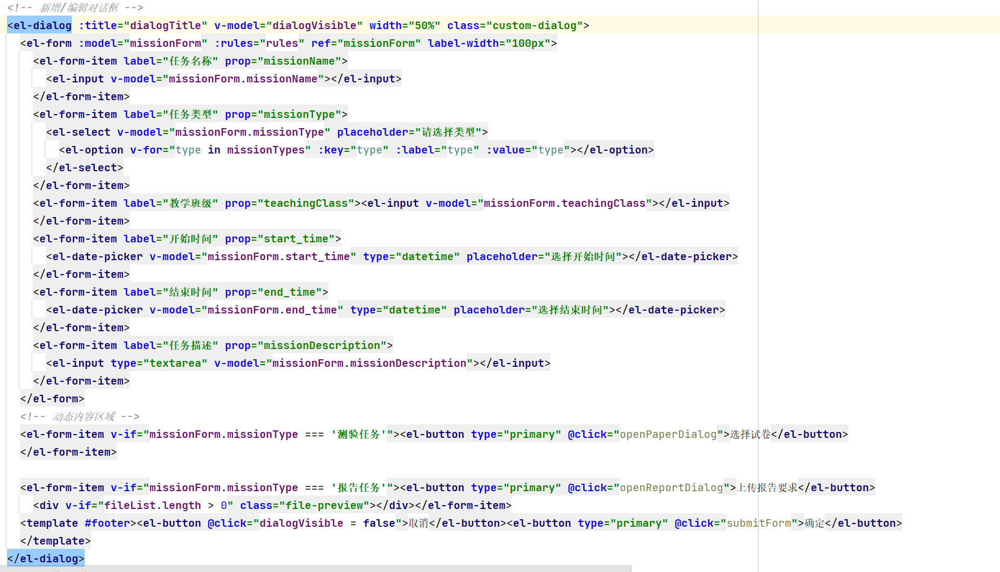 <!-- 新增/编辑对话框 -->
<el-dialog :title="dialogTitle" v-model="dialogVisible" width="50%" class="custom-dialog">
<el-form :model="missionForm" :rules="rules" ref="missionForm" label-width="100px">
<el-form-item label="任务名称" prop="missionName">
<el-input v-model="missionForm.missionName"></el-input>
</el-form-item>
<el-form-item label="任务类型" prop="missionType">
<el-select v-model="missionForm.missionType" placeholder="请选择类型">
<el-option v-for="type in missionTypes" :key="type" :label="type" :value="type"></el-option>
</el-select>
</el-form-item>
<el-form-item label="教学班级" prop="teachingClass"><el-input v-model="missionForm.teachingClass"></el-input>
</el-form-item>
<el-form-item label="开始时间" prop="start_time">
<el-date-picker v-model="missionForm.start_time" type="datetime" placeholder="选择开始时间"></el-date-picker>
</el-form-item>
<el-form-item label="结束时间" prop="end_time">
<el-date-picker v-model="missionForm.end_time" type="datetime" placeholder="选择结束时间"></el-date-picker>
</el-form-item>
<el-form-item label="任务描述" prop="missionDescription">
<el-input type="textarea" v-model="missionForm.missionDescription"></el-input>
</el-form-item>
</el-form>
<!-- 动态内容区域 -->
<el-form-item v-if="missionForm.missionType === '测验任务'"><el-button type="primary" @click="openPaperDialog">选择试卷</el-button>
</el-form-item>
<el-form-item v-if="missionForm.missionType === '报告任务'"><el-button type="primary" @click="openReportDialog">上传报告要求</el-button>
<div v-if="fileList.length > 0" class="file-preview"></div></el-form-item>
<template #footer><el-button @click="dialogVisible = false">取消</el-button><el-button type="primary" @click="submitForm">确定</el-button>
</template>
</el-dialog>